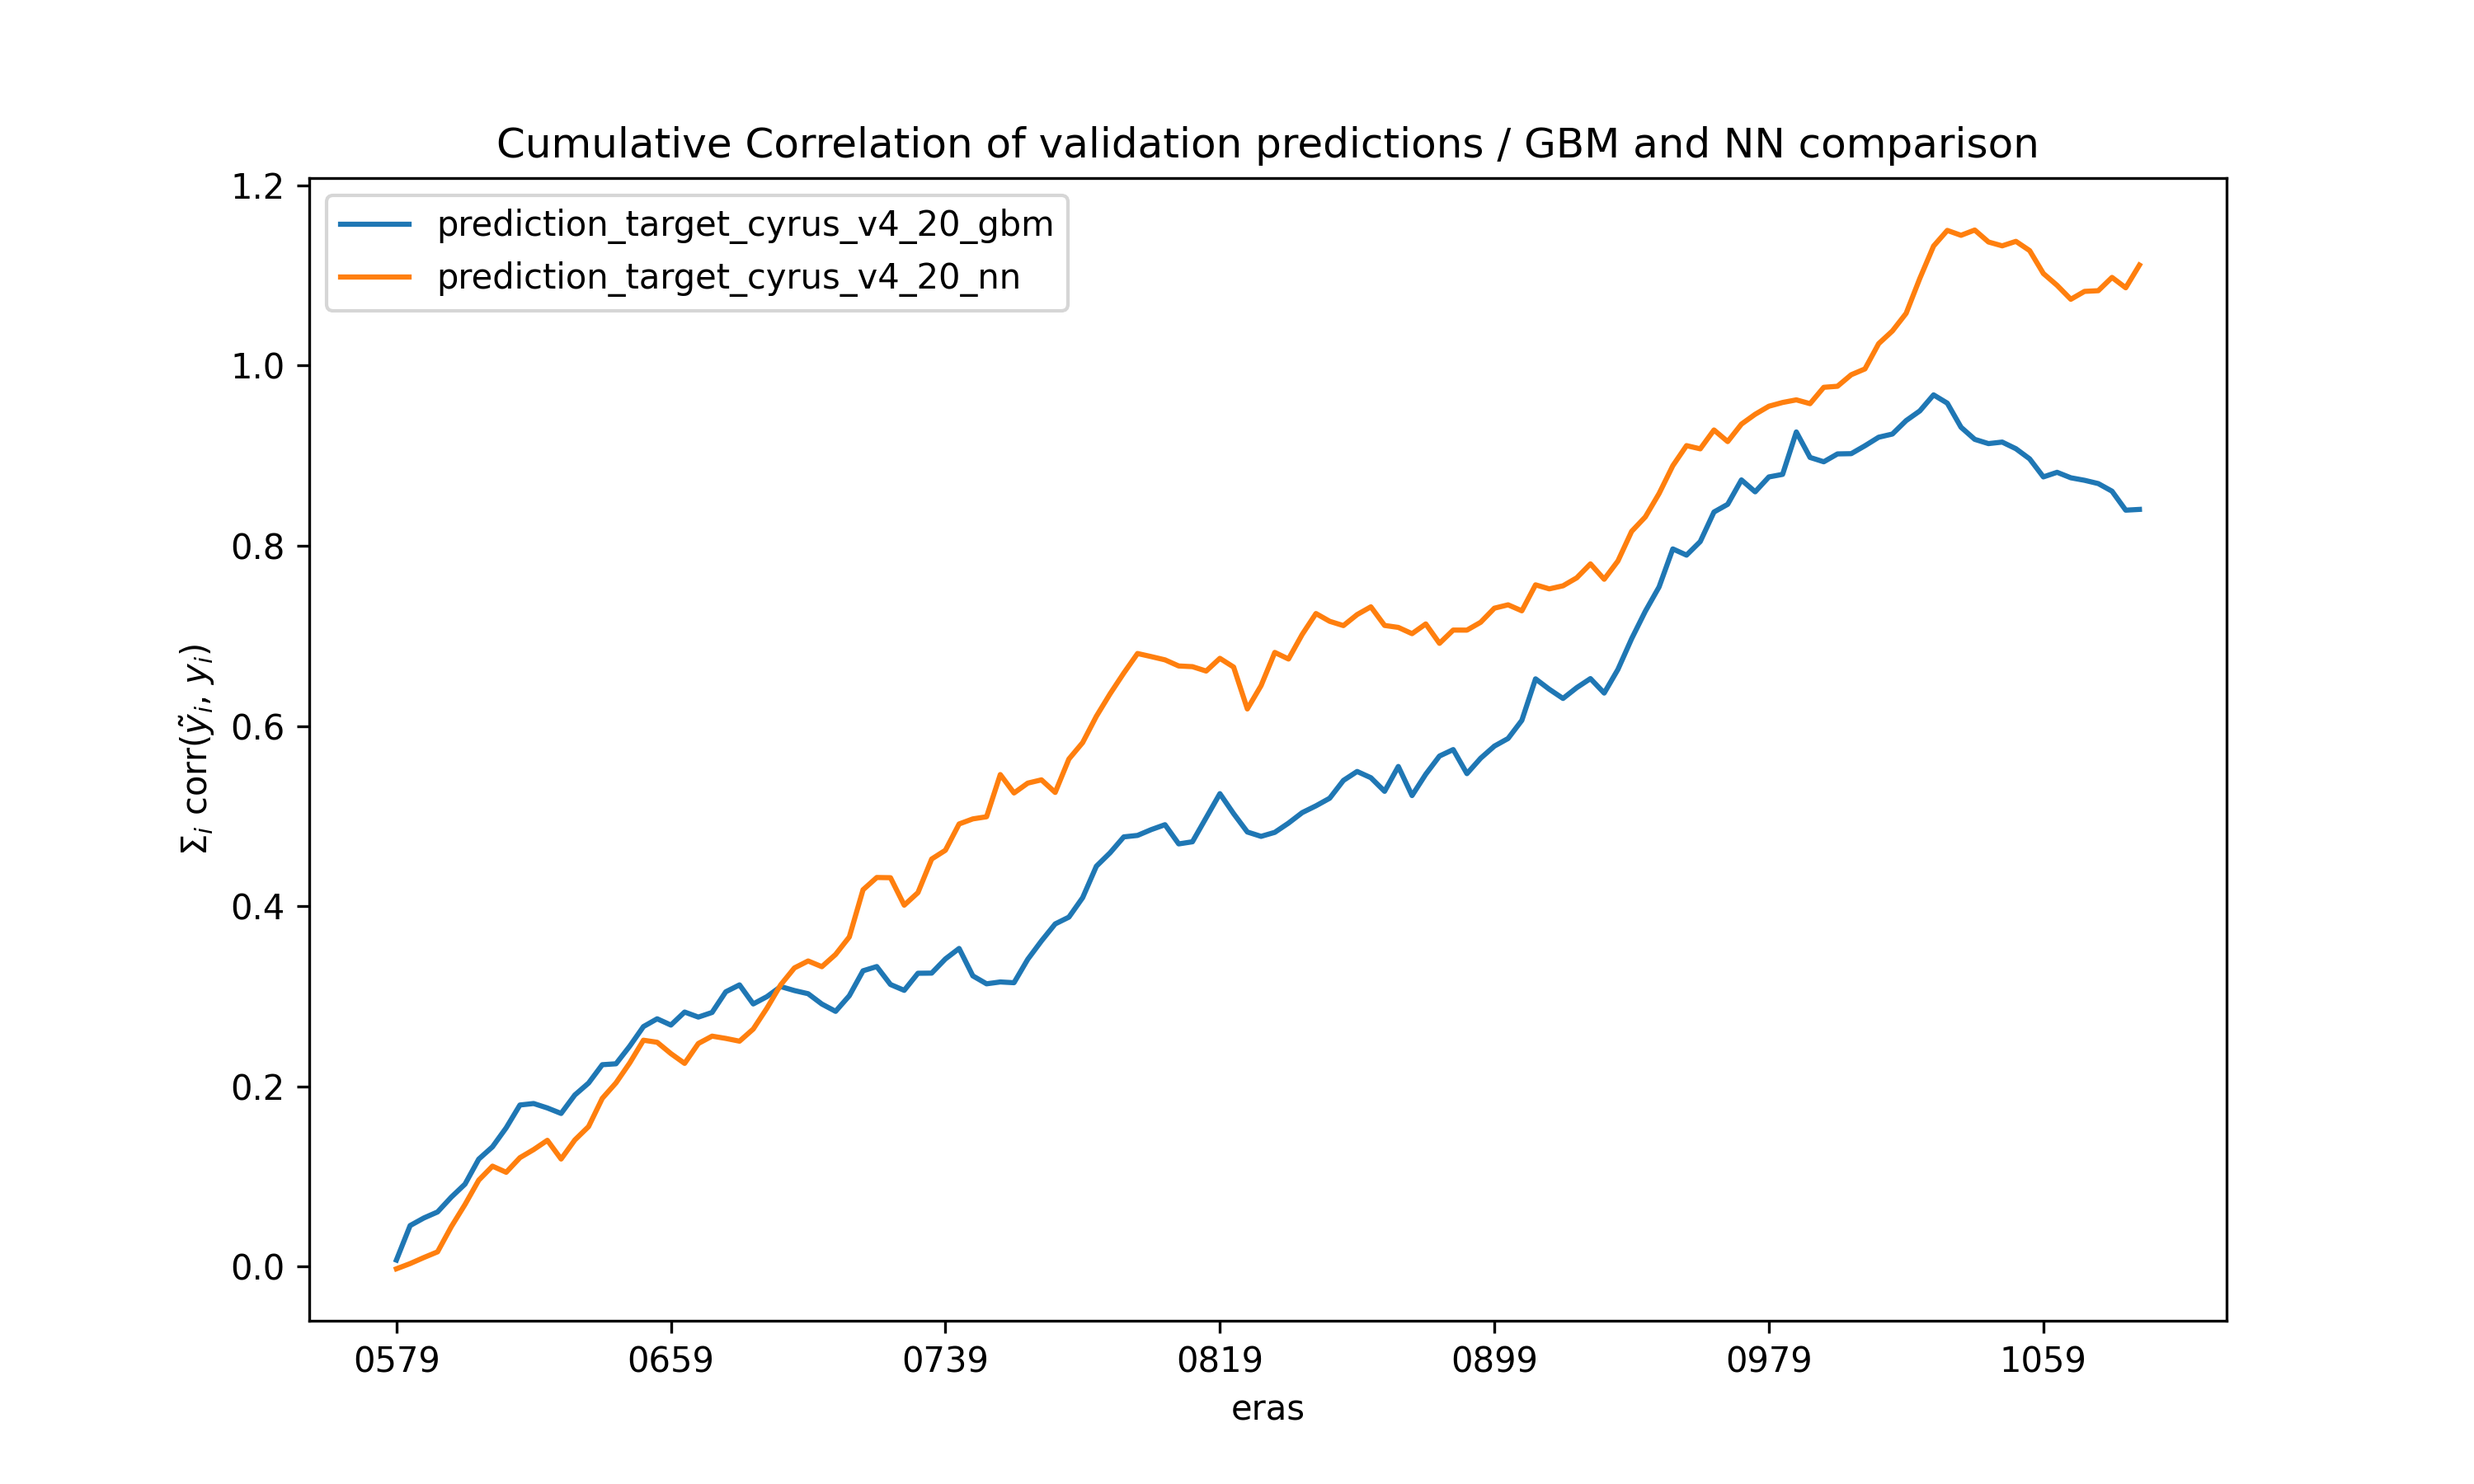 Cumulative Correlation of validation predictions / GBM and NN comparison
prediction_target_cyrus_v4_20_gbm
prediction_target_cyrus_v4_20_nn
1.2
1.0
0.8
0.6
0.4
0.2
0.0
Σi corr(ỹi, yi)
0579 0659 0739 0819 0899 0979 1059
eras